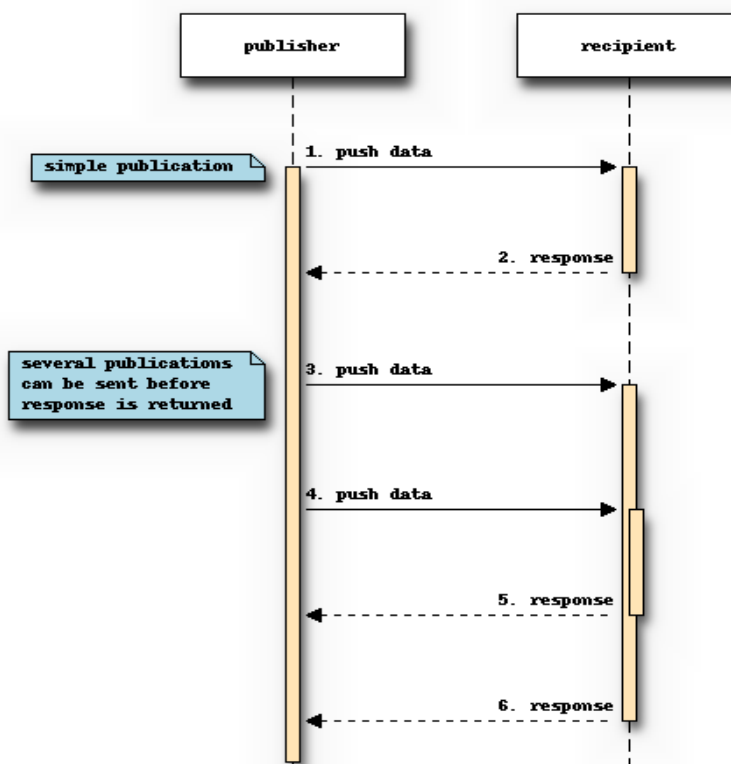 publisher
recipient
1. push data
simple publication
2. response
several publications
can be sent before
response is returned
3. push data
4. push data
5. response
6. response